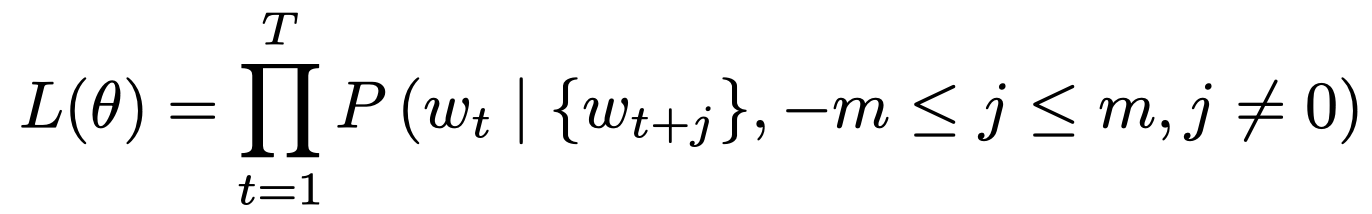 L(θ) = ∏_{t=1}^{T} P(w_t | {w_{t+j}}, −m ≤ j ≤ m, j ≠ 0)